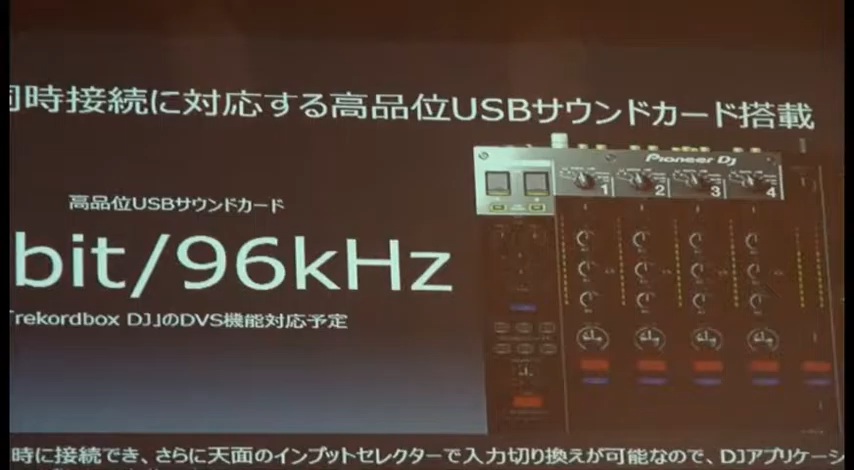 同時接続に対応する高品位USBサウンドカード搭載
Pioneer Dj
1 2 3 4
高品位USBサウンドカード
bit/96kHz
「rekordbox DJ」のDVS機能対応予定
時に接続でき、さらに天面のインプットセレクターで入力切り換えが可能なので、DJアプリケーシ